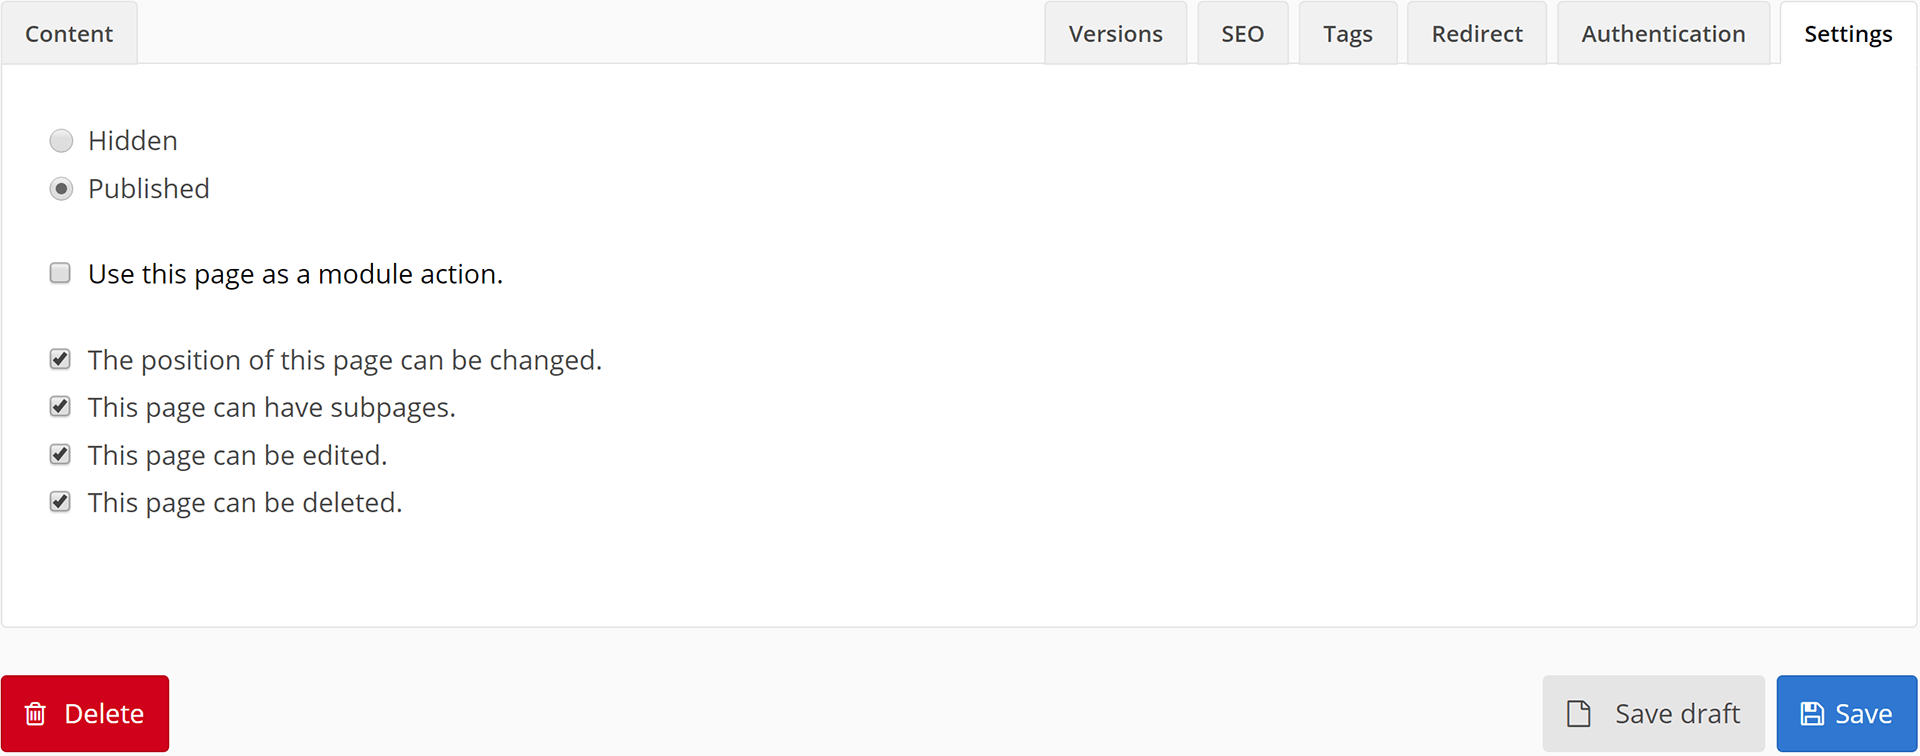 Content Versions SEO Tags Redirect Authentication Settings
Hidden
Published
Use this page as a module action.
The position of this page can be changed.
This page can have subpages.
This page can be edited.
This page can be deleted.
Delete Save draft Save